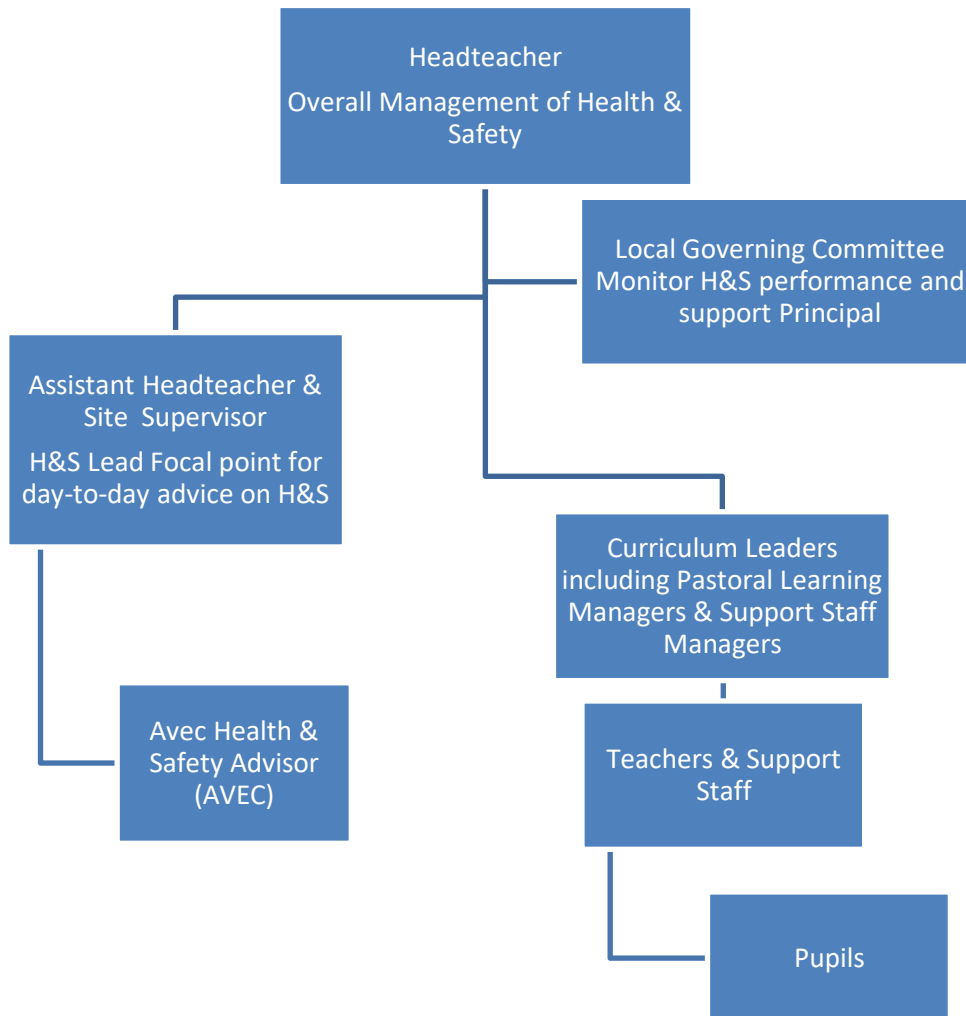 Headteacher
Overall Management of Health &
Safety
Local Governing Committee
Monitor H&S performance and
support Principal
Assistant Headteacher &
Site Supervisor
H&S Lead Focal point for
day-to-day advice on H&S
Curriculum Leaders
including Pastoral Learning
Managers & Support Staff
Managers
Avec Health &
Safety Advisor
(AVEC)
Teachers & Support
Staff
Pupils